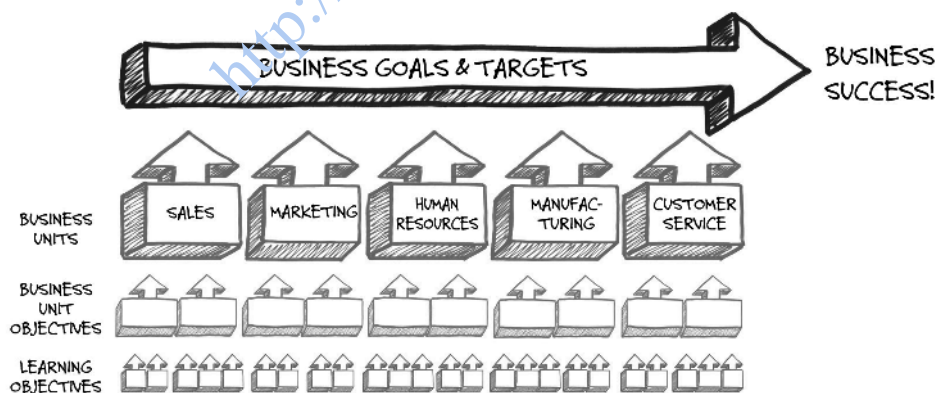 http:/
BUSINESS GOALS & TARGETS
BUSINESS
SUCCESS!
BUSINESS
UNITS
SALES
MARKETING
HUMAN
RESOURCES
MANUFAC-
TURING
CUSTOMER
SERVICE
BUSINESS
UNIT
OBJECTIVES
LEARNING
OBJECTIVES